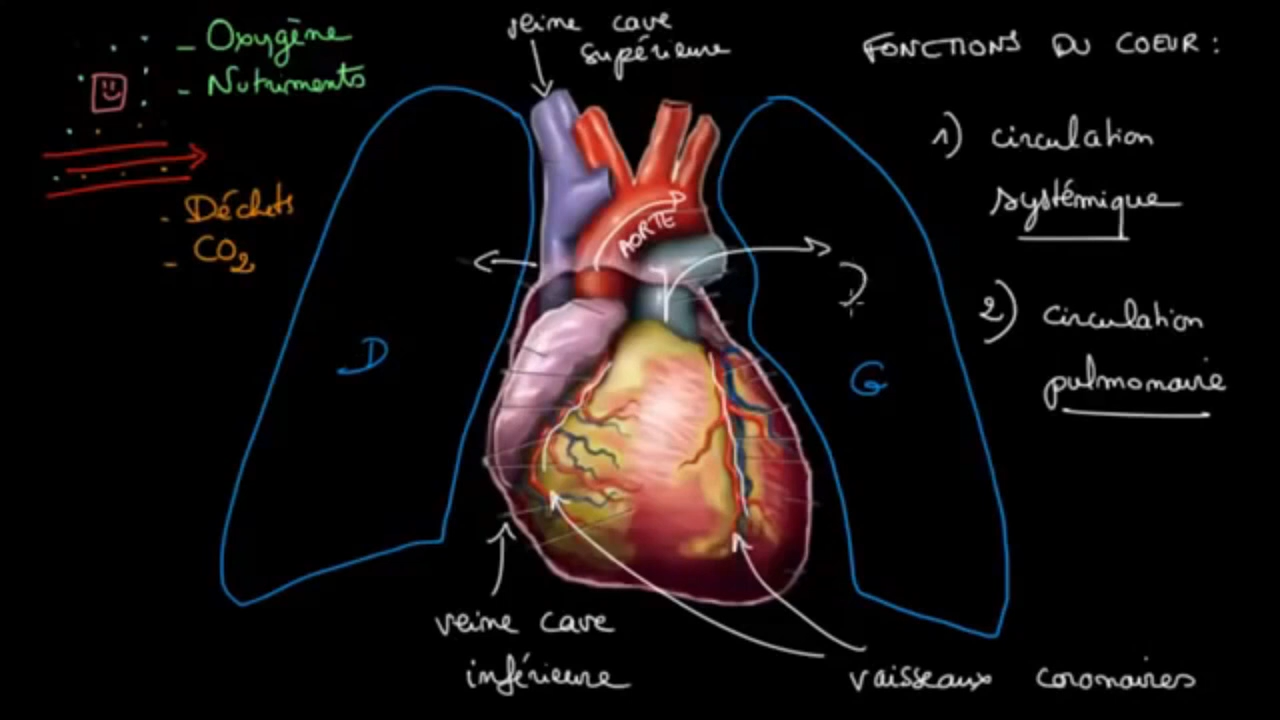 - Oxygène
- Nutriments
- Déchets
- CO2
veine cave
supérieure
AORTE
D
G
FONCTIONS DU COEUR :
1) circulation
systémique
2) circulation
pulmonaire
veine cave
inférieure
vaisseaux coronaires